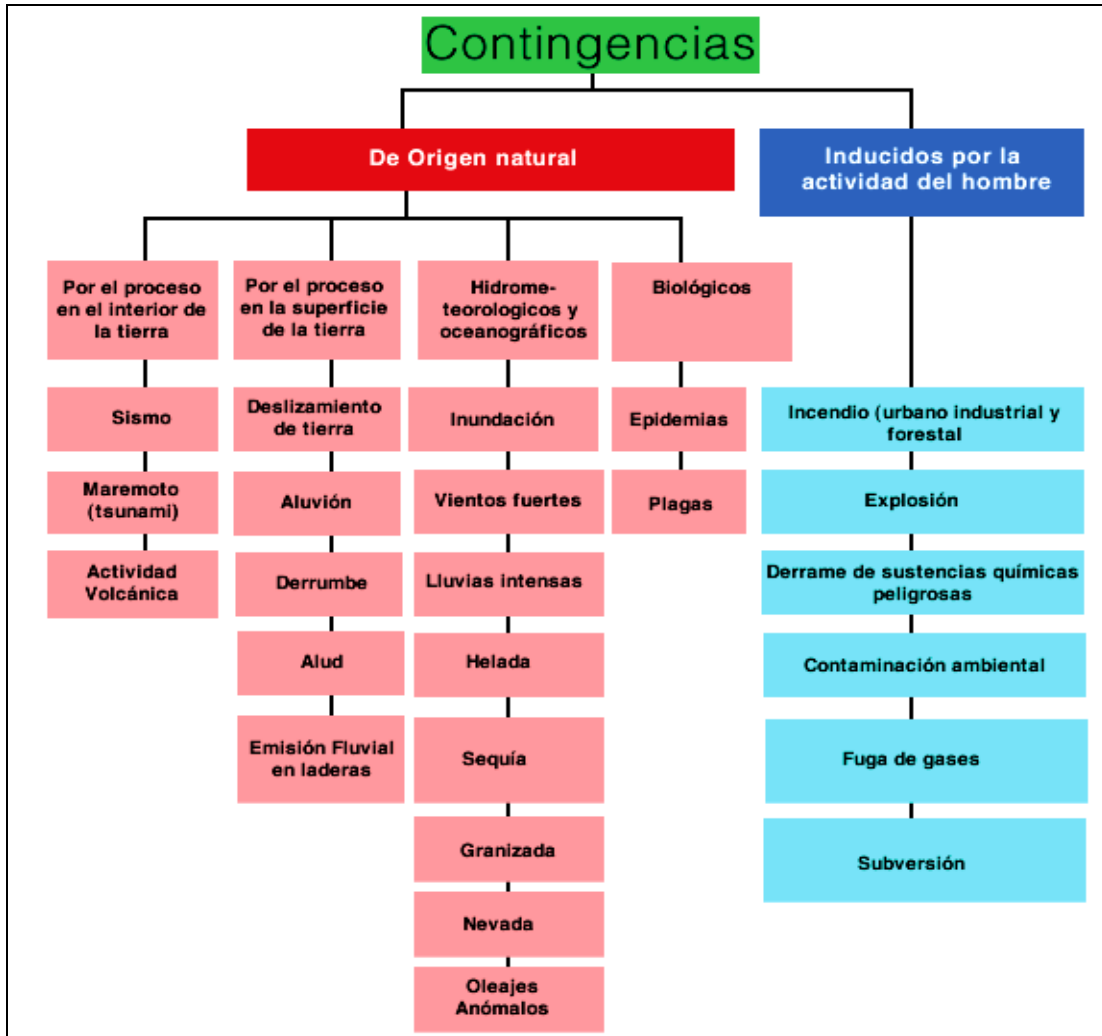 Contingencias
De Origen natural
Inducidos por la
actividad del hombre
Por el proceso
en el interior de
la tierra
Sismo
Maremoto
(tsunami)
Actividad
Volcánica
Por el proceso
en la superficie
de la tierra
Deslizamiento
de tierra
Aluvión
Derrumbe
Alud
Emisión Fluvial
en laderas
Hidrome-
teorologicos y
oceanográficos
Inundación
Vientos fuertes
Lluvias intensas
Helada
Sequía
Granizada
Nevada
Oleajes
Anómalos
Biológicos
Epidemias
Plagas
Incendio (urbano industrial y
forestal
Explosión
Derrame de sustencias químicas
peligrosas
Contaminación ambiental
Fuga de gases
Subversión